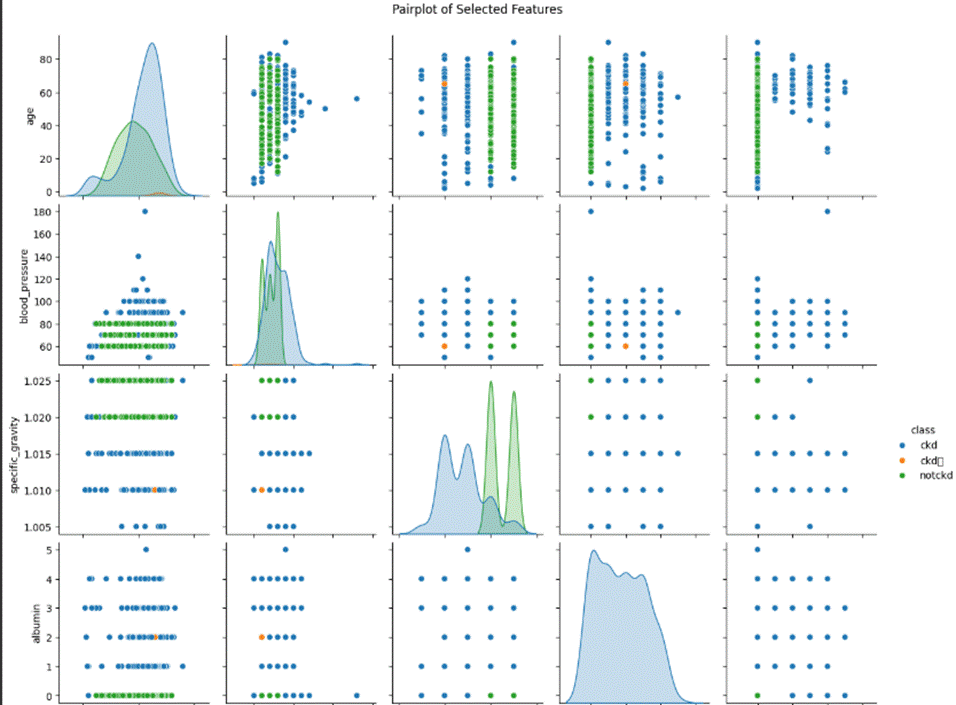 Pairplot of Selected Features
80
60
40
20
0
age
180
160
140
120
100
80
60
blood_pressure
1.025
1.020
1.015
1.010
1.005
specific_gravity
5
4
3
2
1
0
albumin
class
ckd
ckd▯
notckd